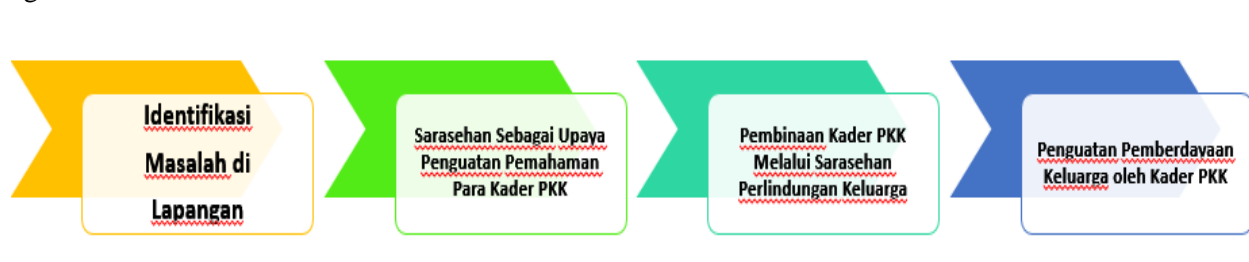 Identifikasi
Masalah di
Lapangan
Sarasehan Sebagai Upaya
Penguatan Pemahaman
Para Kader PKK
Pembinaan Kader PKK
Melalui Sarasehan
Perlindungan Keluarga
Penguatan Pemberdayaan
Keluarga oleh Kader PKK